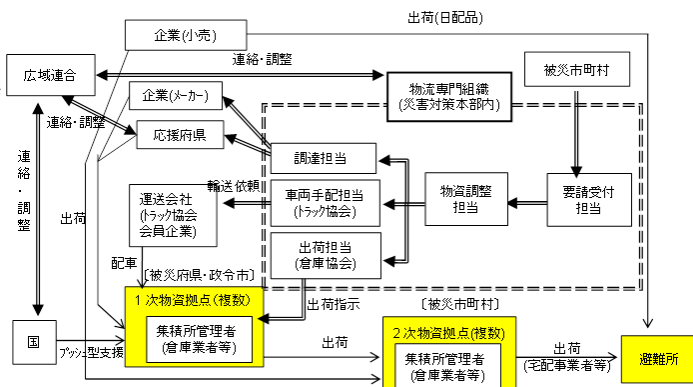 出荷(日配品)
企業(小売)
連絡・調整
広域連合
物流専門組織
(災害対策本部内)
被災市町村
企業(メーカー)
連絡・調整
応援府県
調達担当
連絡・調整
輸送依頼
運送会社
(トラック協会
会員企業)
車両手配担当
(トラック協会)
物資調整
担当
要請受付
担当
出荷
出荷担当
(倉庫協会)
配車
〔被災府県・政令市〕
1次物資拠点(複数)
出荷指示
〔被災市町村〕
集積所管理者
(倉庫業者等)
国
プッシュ型支援
出荷
2次物資拠点(複数)
集積所管理者
(倉庫業者等)
出荷
(宅配事業者等)
避難所